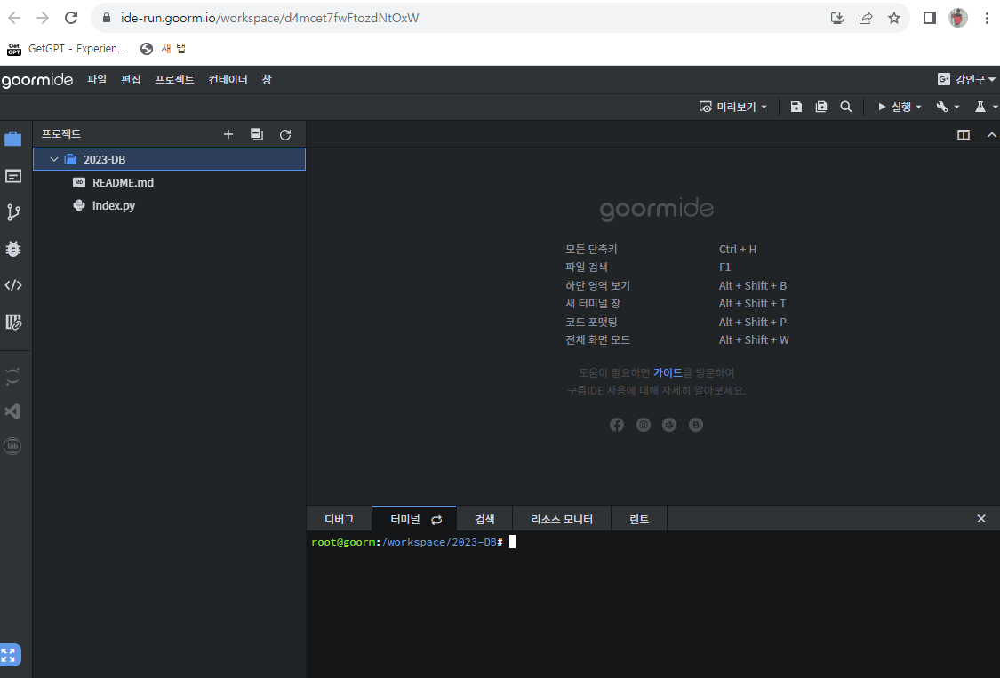 ide-run.goorm.io/workspace/d4mcet7fwFtozdNtOxW
Get GPT GetGPT - Experien... 새 탭
goormide 파일 편집 프로젝트 컨테이너 창 G+ 강인구
미리보기 실행
프로젝트
2023-DB
MD README.md
index.py
goormide
모든 단축키 Ctrl + H
파일 검색 F1
하단 영역 보기 Alt + Shift + B
새 터미널 창 Alt + Shift + T
코드 포맷팅 Alt + Shift + P
전체 화면 모드 Alt + Shift + W
도움이 필요하면 가이드를 방문하여
구름IDE 사용에 대해 자세히 알아보세요.
lab
디버그 터미널 검색 리소스 모니터 린트
root@goorm:/workspace/2023-DB#